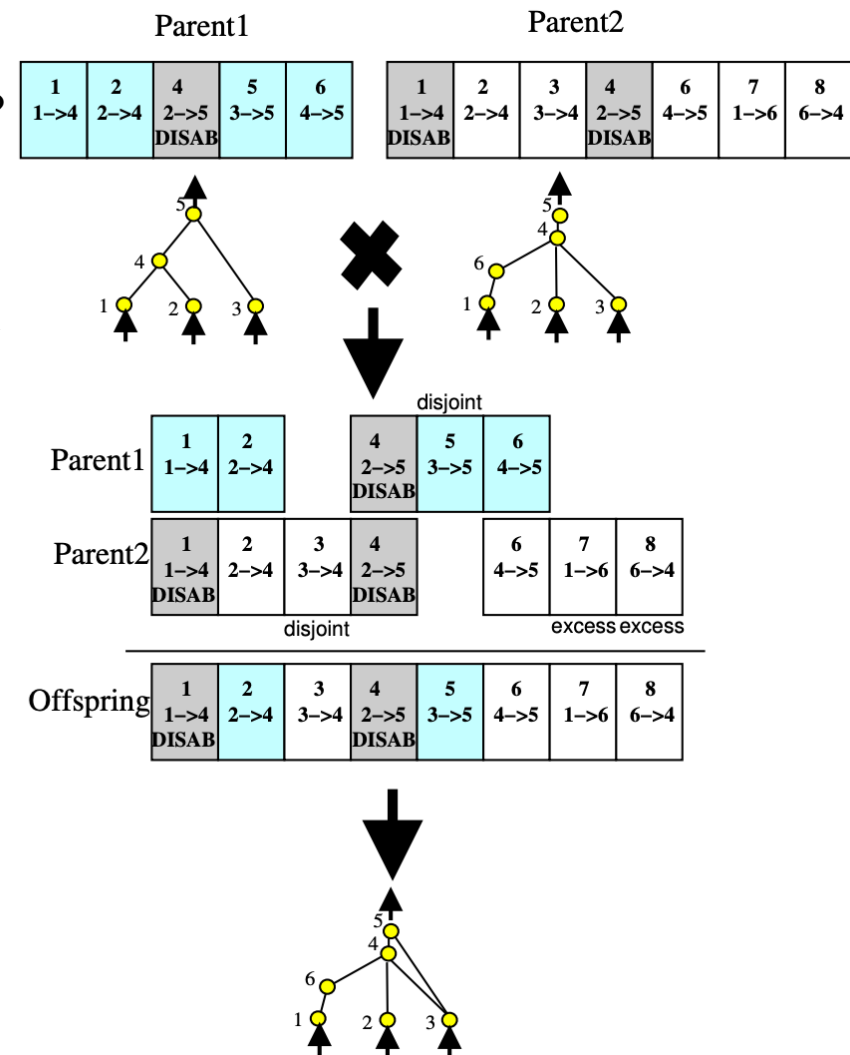 Parent1 Parent2
1 2 4 5 6 1 2 3 4 6 7 8
1->4 2->4 2->5 3->5 4->5 1->4 2->4 3->4 2->5 4->5 1->6 6->4
DISAB DISAB DISAB
5 5
4
4 6
1 2 3 1 2 3
disjoint
Parent1
1 2 4 5 6
1->4 2->4 2->5 3->5 4->5
DISAB
Parent2
1 2 3 4 6 7 8
1->4 2->4 3->4 2->5 4->5 1->6 6->4
DISAB DISAB
disjoint excess excess
Offspring
1 2 3 4 5 6 7 8
1->4 2->4 3->4 2->5 3->5 4->5 1->6 6->4
DISAB DISAB
5
4
6
1 2 3